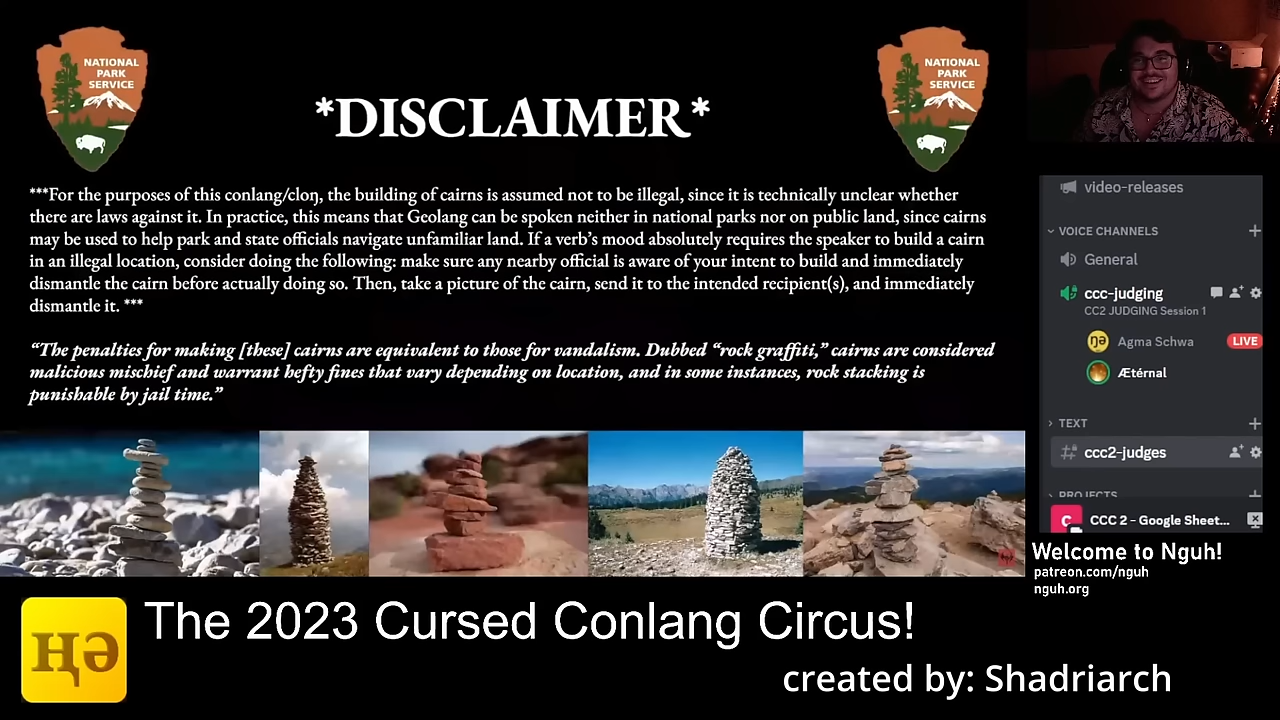 NATIONAL
PARK
SERVICE
NATIONAL
PARK
SERVICE
*DISCLAIMER*
***For the purposes of this conlang/cloŋ, the building of cairns is assumed not to be illegal, since it is technically unclear whether
there are laws against it. In practice, this means that Geolang can be spoken neither in national parks nor on public land, since cairns
may be used to help park and state officials navigate unfamiliar land. If a verb’s mood absolutely requires the speaker to build a cairn
in an illegal location, consider doing the following: make sure any nearby official is aware of your intent to build and immediately
dismantle the cairn before actually doing so. Then, take a picture of the cairn, send it to the intended recipient(s), and immediately
dismantle it. ***
“The penalties for making [these] cairns are equivalent to those for vandalism. Dubbed “rock graffiti,” cairns are considered
malicious mischief and warrant hefty fines that vary depending on location, and in some instances, rock stacking is
punishable by jail time.”
video-releases
VOICE CHANNELS
General
ccc-judging
CC2 JUDGING Session 1
ŋə Agma Schwa LIVE
Ætérnal
TEXT
ccc2-judges
PROJECTS
C CCC 2 - Google Sheet...
Welcome to Nguh!
patreon.com/nguh
nguh.org
ңə
The 2023 Cursed Conlang Circus!
created by: Shadriarch